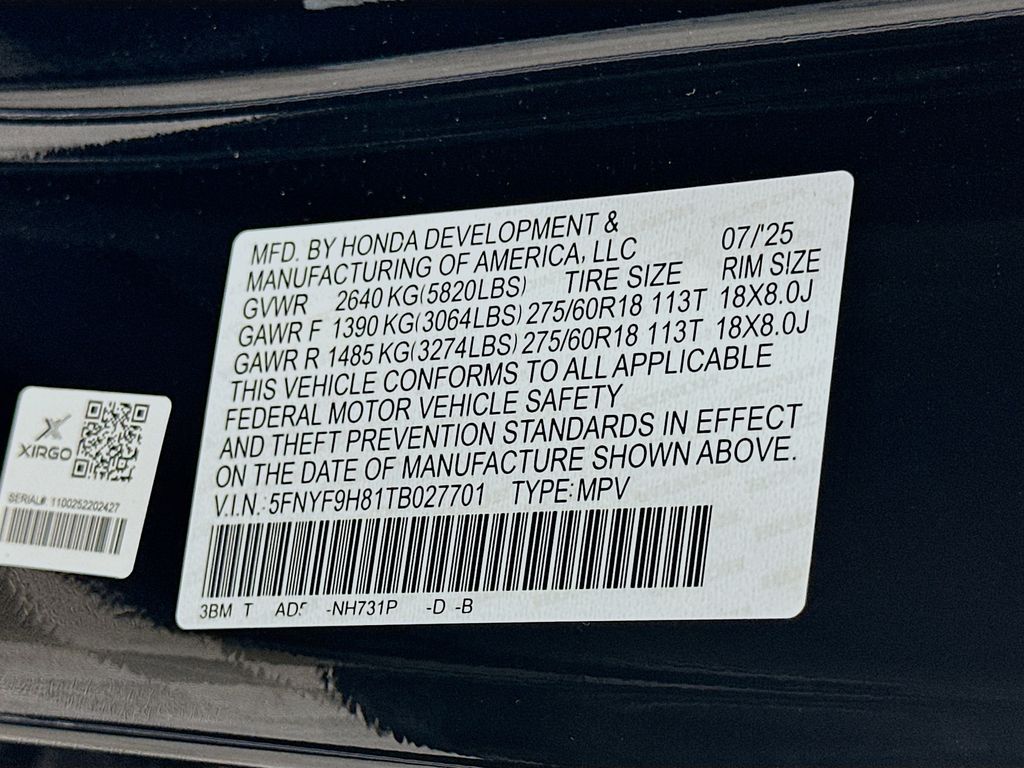 MFD. BY HONDA DEVELOPMENT &
MANUFACTURING OF AMERICA, LLC 07/'25
GVWR 2640 KG(5820LBS) TIRE SIZE RIM SIZE
GAWR F 1390 KG(3064LBS) 275/60R18 113T 18X8.0J
GAWR R 1485 KG(3274LBS) 275/60R18 113T 18X8.0J
THIS VEHICLE CONFORMS TO ALL APPLICABLE
FEDERAL MOTOR VEHICLE SAFETY
AND THEFT PREVENTION STANDARDS IN EFFECT
ON THE DATE OF MANUFACTURE SHOWN ABOVE.
V.I.N.: 5FNYF9H81TB027701 TYPE: MPV
3BM T -NH731P -D -B
XIRGO
SERIAL#: 1100252202427